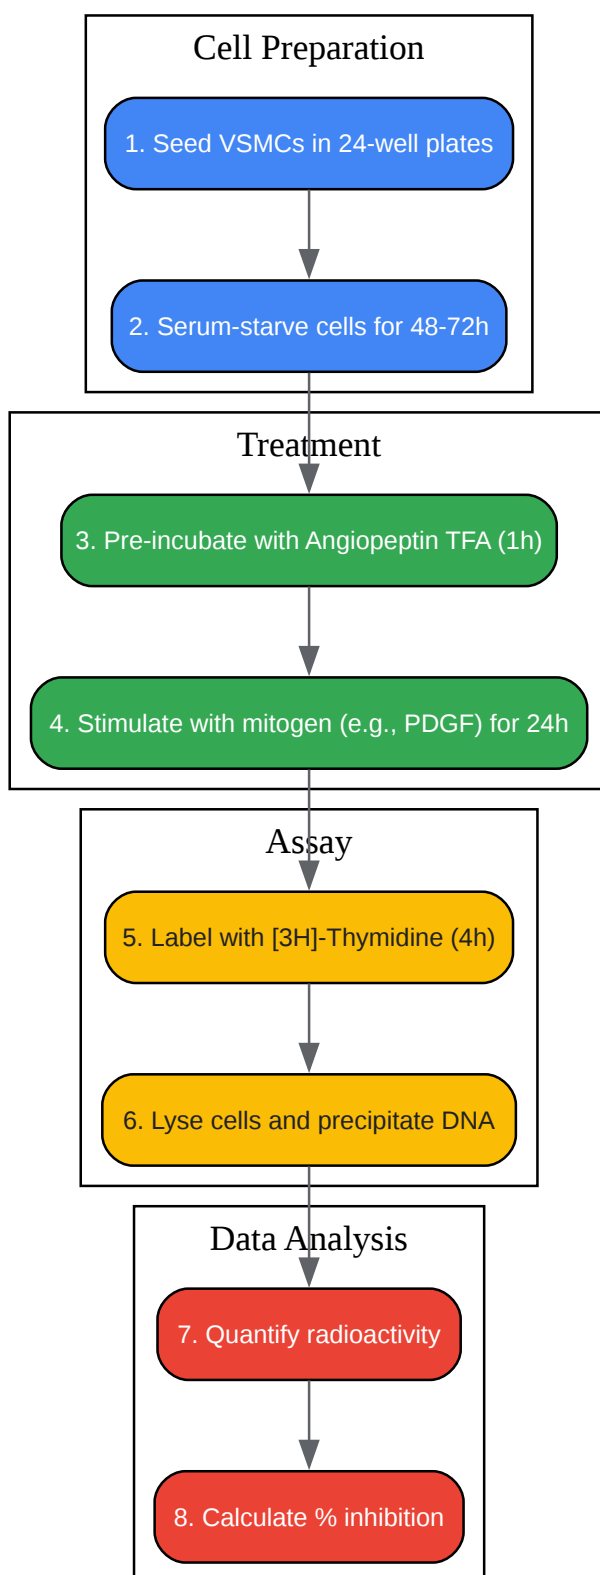 Cell Preparation
1. Seed VSMCs in 24-well plates
2. Serum-starve cells for 48-72h
Treatment
3. Pre-incubate with Angiopeptin TFA (1h)
4. Stimulate with mitogen (e.g., PDGF) for 24h
Assay
5. Label with [3H]-Thymidine (4h)
6. Lyse cells and precipitate DNA
Data Analysis
7. Quantify radioactivity
8. Calculate % inhibition